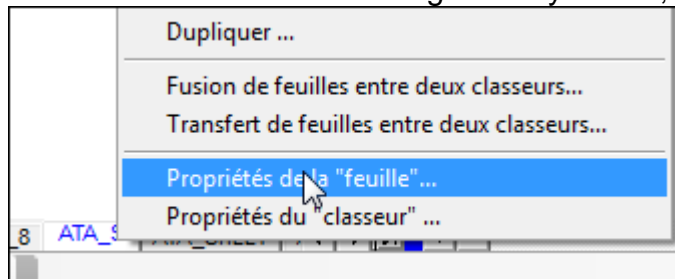 Dupliquer ...
Fusion de feuilles entre deux classeurs...
Transfert de feuilles entre deux classeurs...
Propriétés de la "feuille"...
Propriétés du "classeur" ...
_8 ATA_S